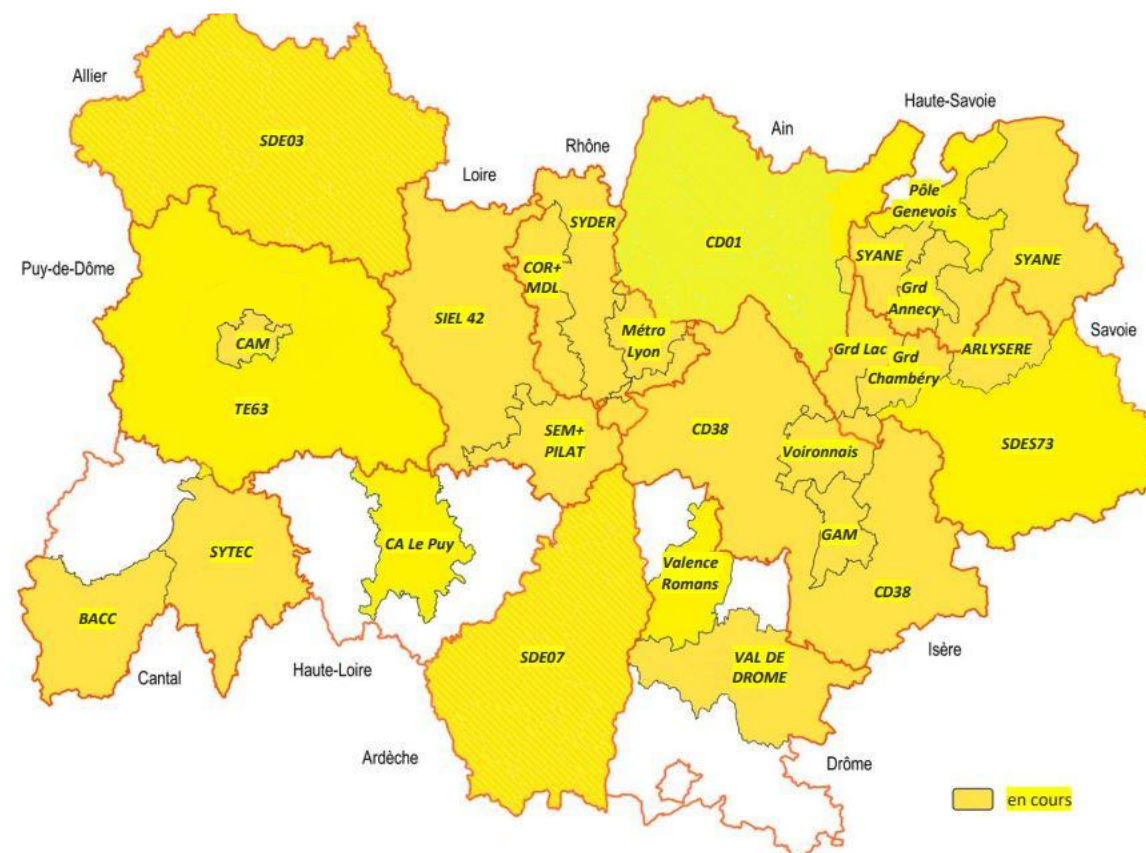 Allier
Haute-Savoie
Ain
SDE03
Rhône
Loire
Pôle
Genevois
SYDER
CD01
SYANE
SYANE
Puy-de-Dôme
COR+
MDL
Grd
Annecy
SIEL 42
Métro
Lyon
Savoie
CAM
Grd Lac
Grd
Chambéry
ARLYSERE
TE63
SEM+
PILAT
CD38
Voironnais
SDES73
GAM
SYTEC
CA Le Puy
Valence
Romans
CD38
BACC
Isère
SDE07
VAL DE
DROME
Haute-Loire
Cantal
Ardèche
Drôme
en cours